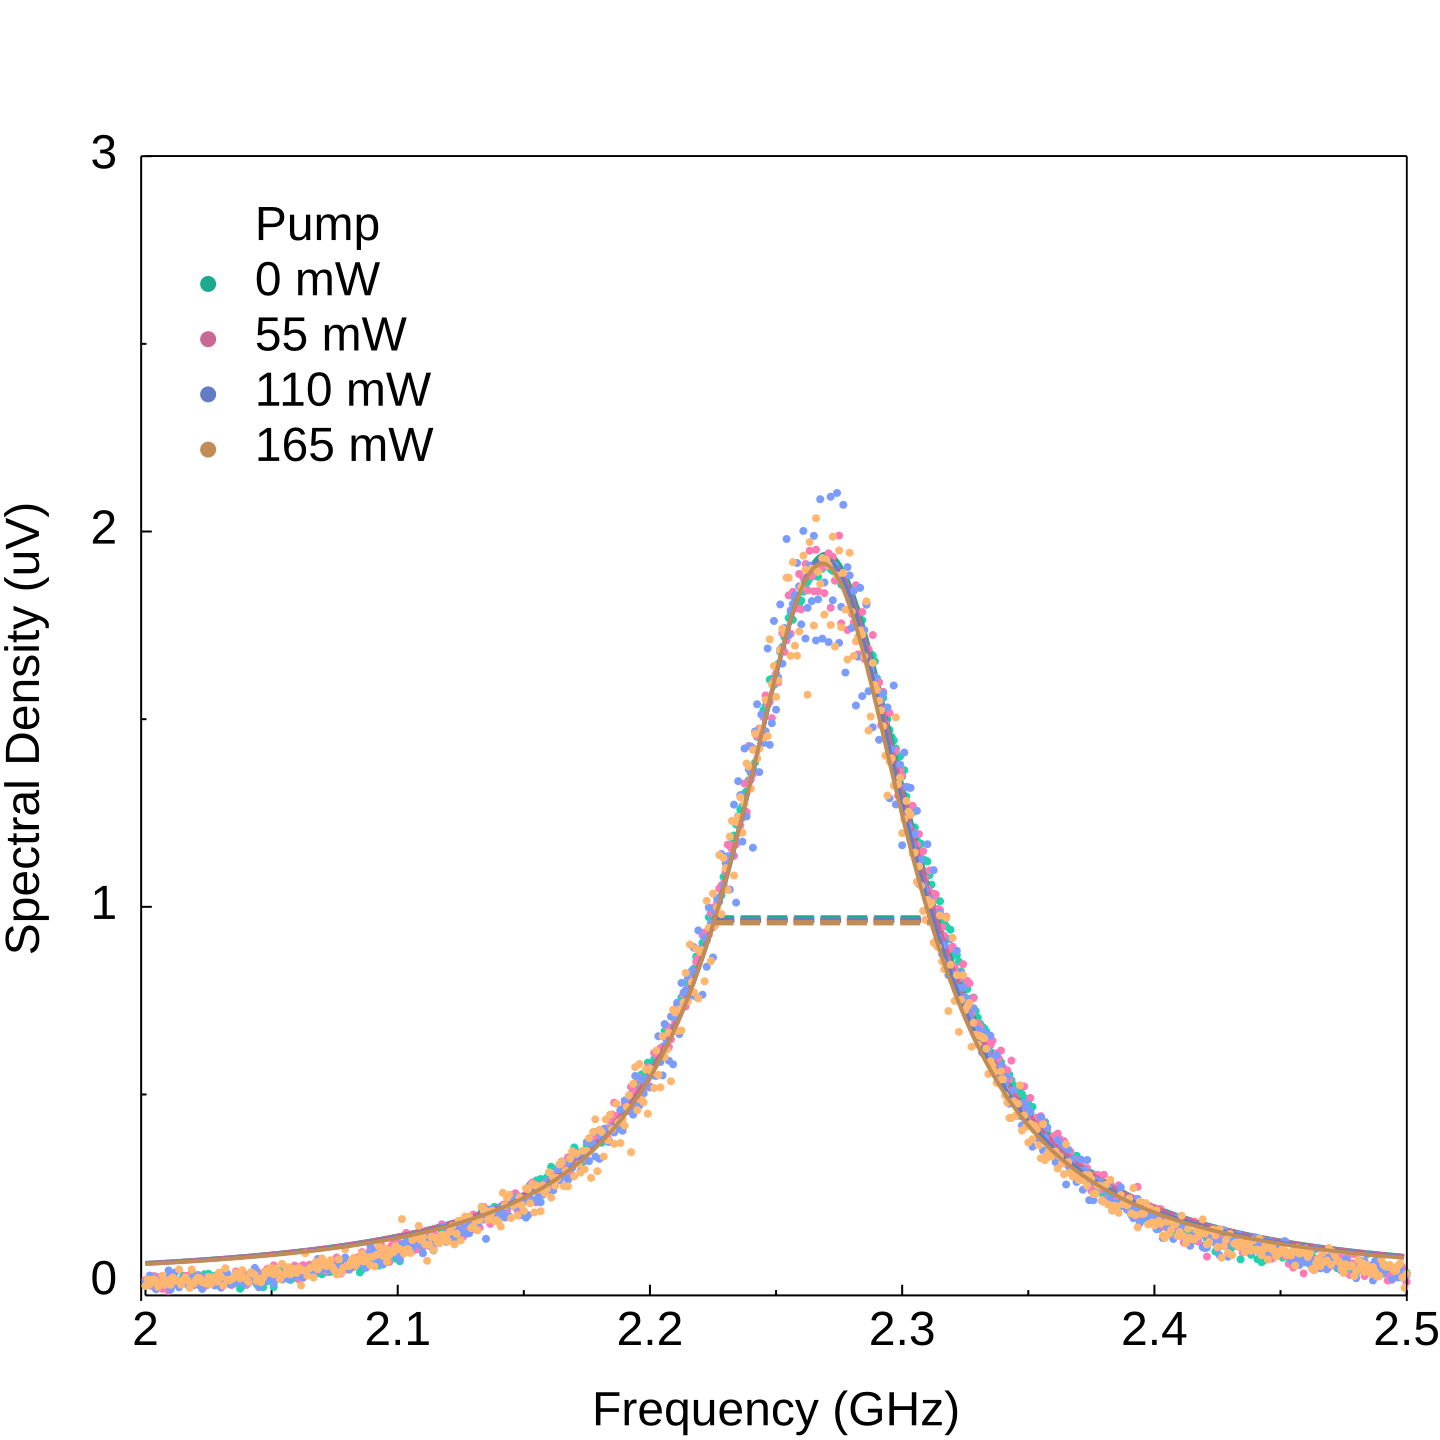 3
Pump
0 mW
55 mW
110 mW
165 mW
2
1
0
Spectral Density (uV)
2 2.1 2.2 2.3 2.4 2.5
Frequency (GHz)